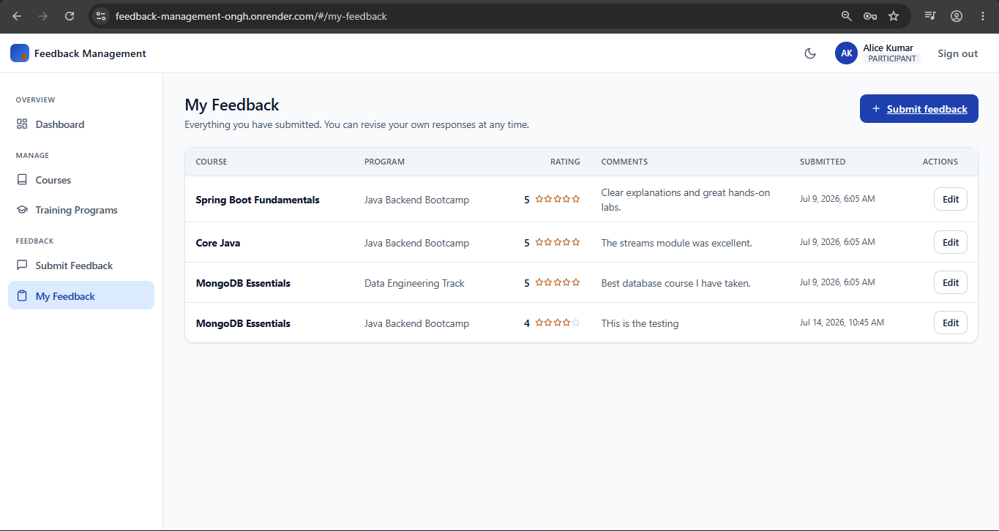 feedback-management-ongh.onrender.com/#/my-feedback
Feedback Management
AK
Alice Kumar
PARTICIPANT
Sign out
OVERVIEW
Dashboard
MANAGE
Courses
Training Programs
FEEDBACK
Submit Feedback
My Feedback
My Feedback
Everything you have submitted. You can revise your own responses at any time.
+ Submit feedback
COURSE PROGRAM RATING COMMENTS SUBMITTED ACTIONS
Spring Boot Fundamentals Java Backend Bootcamp 5 Clear explanations and great hands-on Jul 9, 2026, 6:05 AM Edit
labs.
Core Java Java Backend Bootcamp 5 The streams module was excellent. Jul 9, 2026, 6:05 AM Edit
MongoDB Essentials Data Engineering Track 5 Best database course I have taken. Jul 9, 2026, 6:05 AM Edit
MongoDB Essentials Java Backend Bootcamp 4 THis is the testing Jul 14, 2026, 10:45 AM Edit